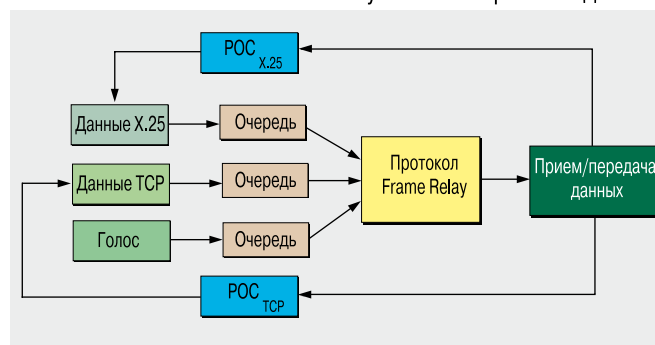 РОС X.25
Данные X.25
Очередь
Данные TCP
Очередь
Голос
Очередь
Протокол
Frame Relay
Прием/передача
данных
РОС TCP